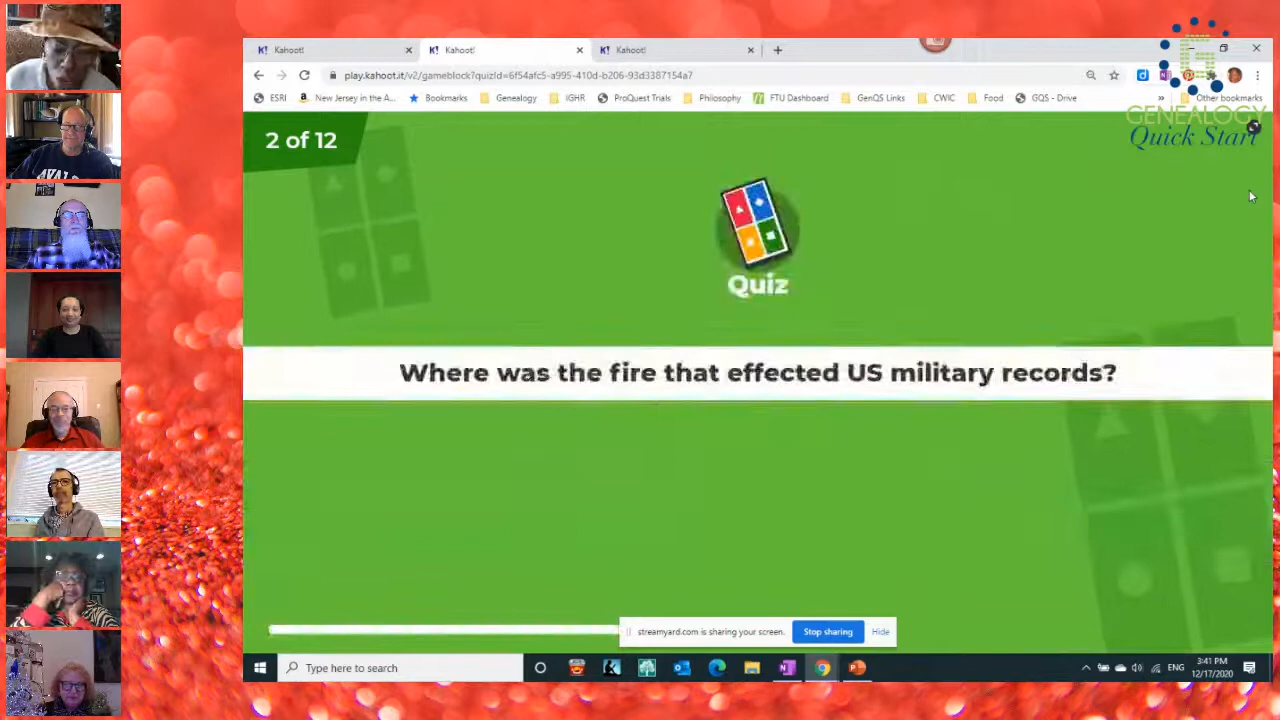 Kahoot!
Kahoot!
Kahoot!
play.kahoot.it/v2/gameblock?quizId=6f54afc5-a995-410d-b206-93d3387154a7
ESRI
New Jersey in the A...
Bookmarks
Genealogy
IGHR
ProQuest Trials
Philosophy
FTU Dashboard
GenQS Links
CWIC
Food
GQS - Drive
Other bookmarks
GENEALOGY
Quick Start
2 of 12
Quiz
Where was the fire that effected US military records?
streamyard.com is sharing your screen.
Stop sharing
Hide
Type here to search
ENG
3:41 PM
12/17/2020